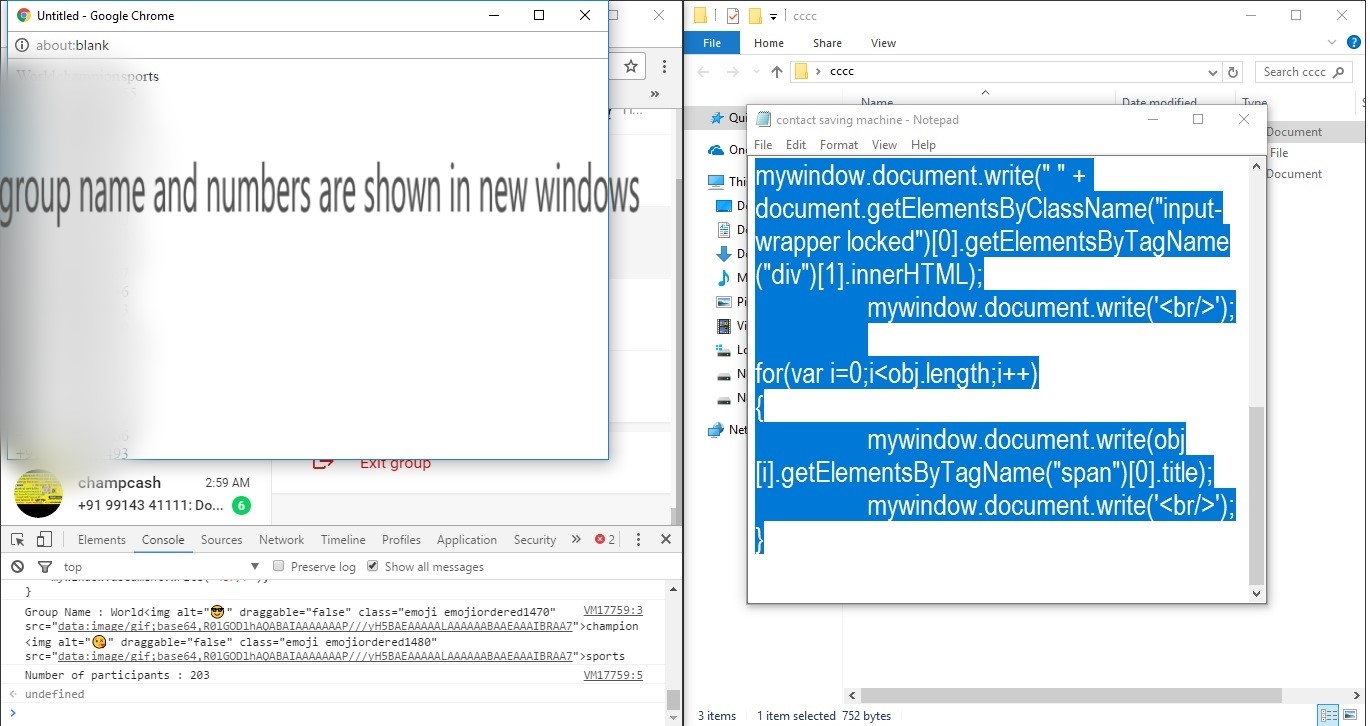 Untitled - Google Chrome
about:blank
Worldchampionsports
group name and numbers are shown in new windows
Exit group
champcash
2:59 AM
+91 99143 41111: Do...
6
Elements
Console
Sources
Network
Timeline
Profiles
Application
Security
2
top
Preserve log
Show all messages
}
Group Name : World<img alt="😎" draggable="false" class="emoji emojiordered1470"
VM17759:3
src="data:image/gif;base64,R0lGODlhAQABAIAAAAAAAP///yH5BAEAAAAALAAAAAABAAEAAAIBRAA7">champion
<img alt="😘" draggable="false" class="emoji emojiordered1480"
src="data:image/gif;base64,R0lGODlhAQABAIAAAAAAAP///yH5BAEAAAAALAAAAAABAAEAAAIBRAA7">sports
Number of participants : 203
VM17759:5
undefined
cccc
File
Home
Share
View
cccc
Search cccc
Name
Date modified
Type
Document
File
Document
contact saving machine - Notepad
File
Edit
Format
View
Help
mywindow.document.write(" " +
document.getElementsByClassName("input-
wrapper locked")[0].getElementsByTagName
("div")[1].innerHTML);
mywindow.document.write('<br/>');
for(var i=0;i<obj.length;i++)
{
mywindow.document.write(obj
[i].getElementsByTagName("span")[0].title);
mywindow.document.write('<br/>');
}
3 items
1 item selected 752 bytes